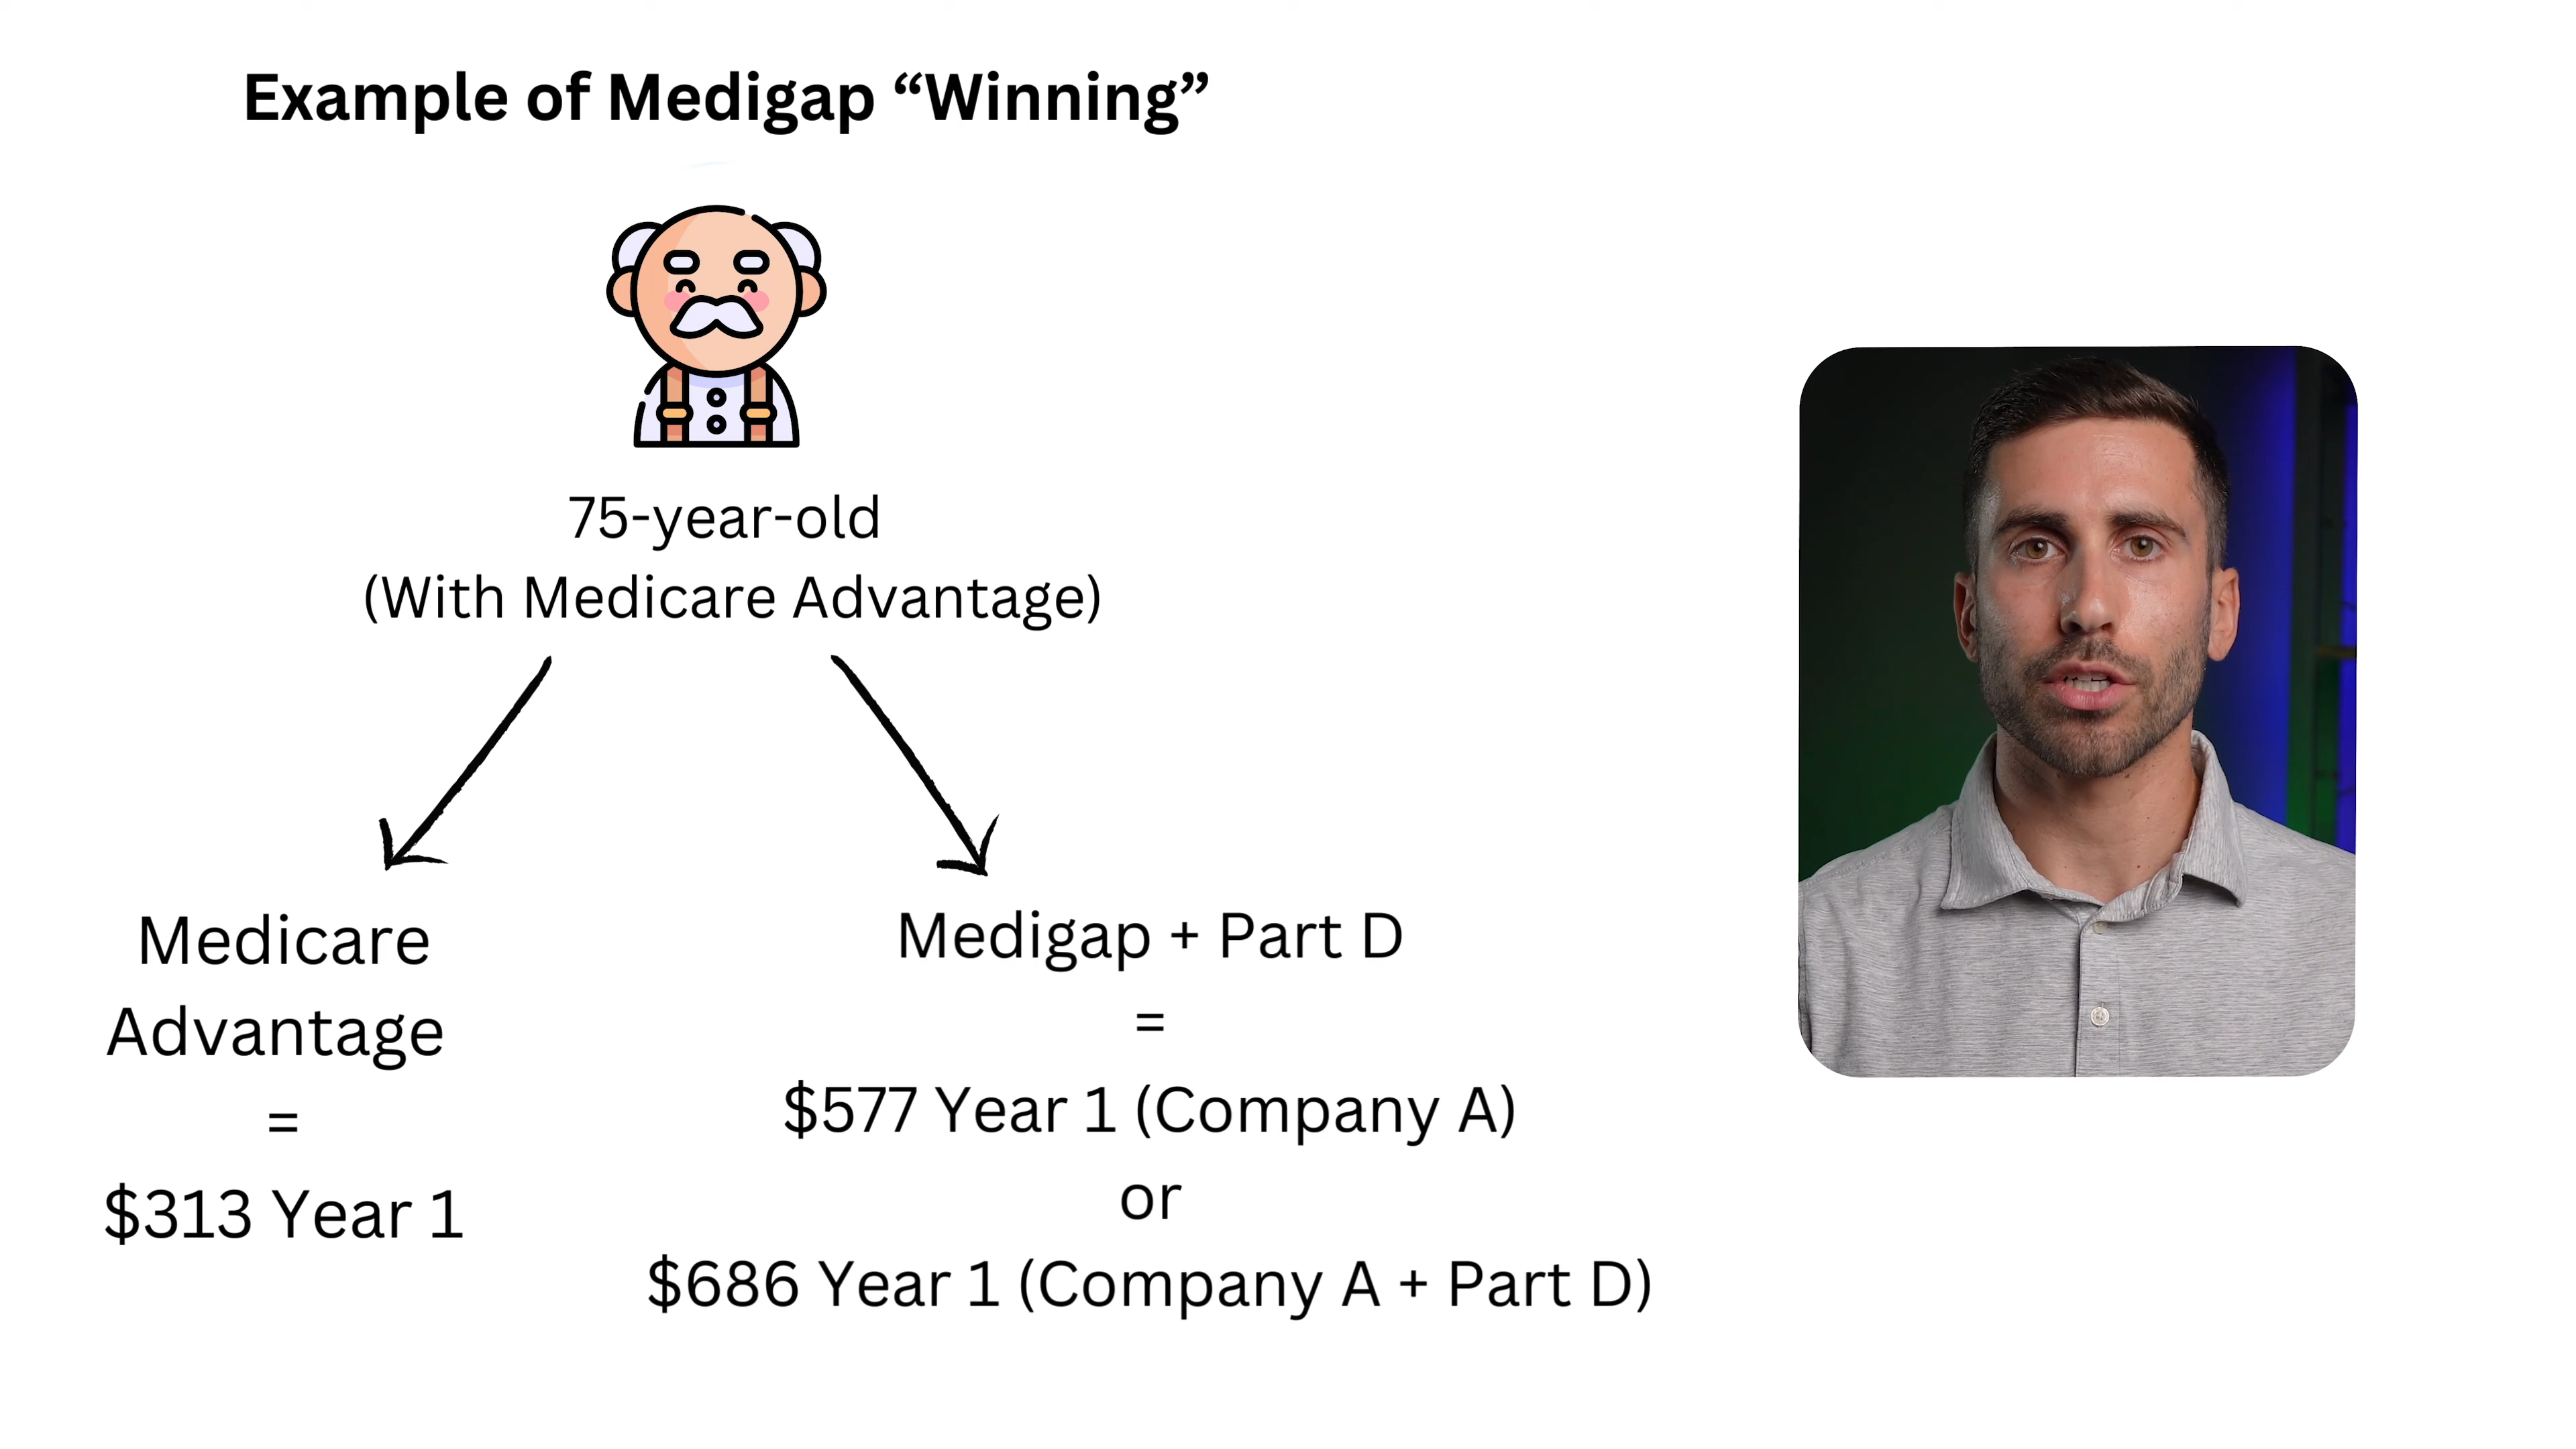 Example of Medigap “Winning”
75-year-old
(With Medicare Advantage)
Medicare
Advantage
=
$313 Year 1
Medigap + Part D
=
$577 Year 1 (Company A)
or
$686 Year 1 (Company A + Part D)